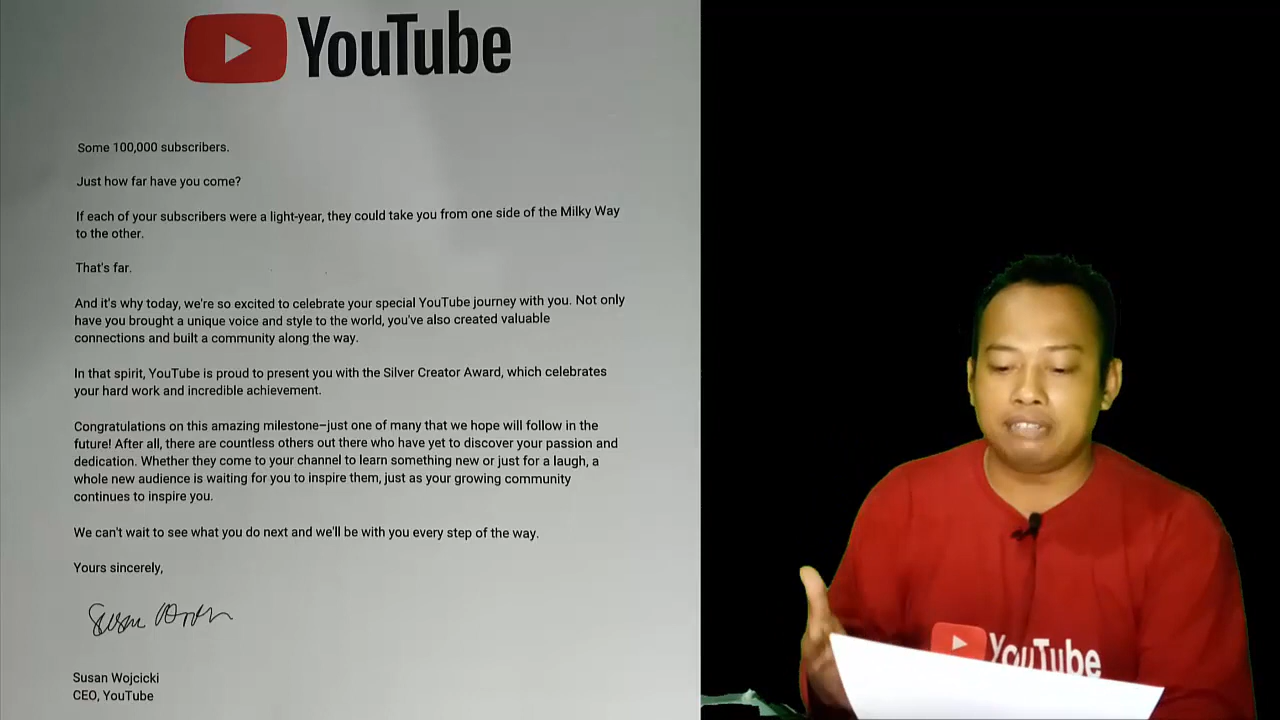 YouTube
Some 100,000 subscribers.
Just how far have you come?
If each of your subscribers were a light-year, they could take you from one side of the Milky Way
to the other.
That's far.
And it's why today, we're so excited to celebrate your special YouTube journey with you. Not only
have you brought a unique voice and style to the world, you've also created valuable
connections and built a community along the way.
In that spirit, YouTube is proud to present you with the Silver Creator Award, which celebrates
your hard work and incredible achievement.
Congratulations on this amazing milestone–just one of many that we hope will follow in the
future! After all, there are countless others out there who have yet to discover your passion and
dedication. Whether they come to your channel to learn something new or just for a laugh, a
whole new audience is waiting for you to inspire them, just as your growing community
continues to inspire you.
We can't wait to see what you do next and we'll be with you every step of the way.
Yours sincerely,
Susan Wojcicki
CEO, YouTube
YouTube